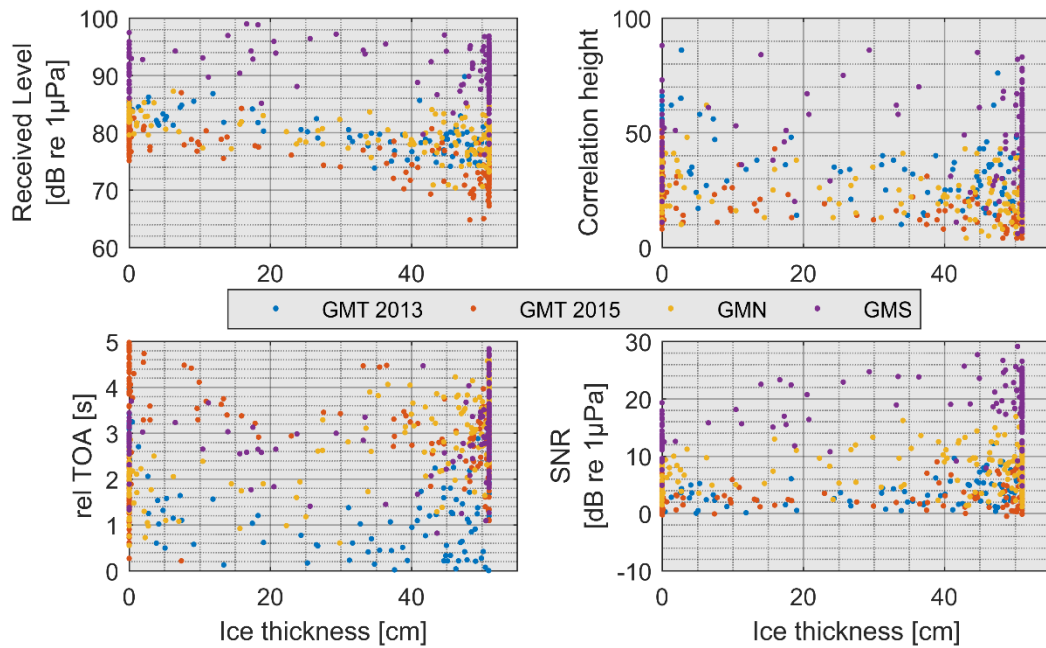 Received Level
[dB re 1µPa]
100
90
80
70
60
0 20 40
Correlation height
100
50
0
0 20 40
GMT 2013 GMT 2015 GMN GMS
rel TOA [s]
5
4
3
2
1
0
0 20 40
Ice thickness [cm]
SNR
[dB re 1µPa]
30
20
10
0
-10
0 20 40
Ice thickness [cm]